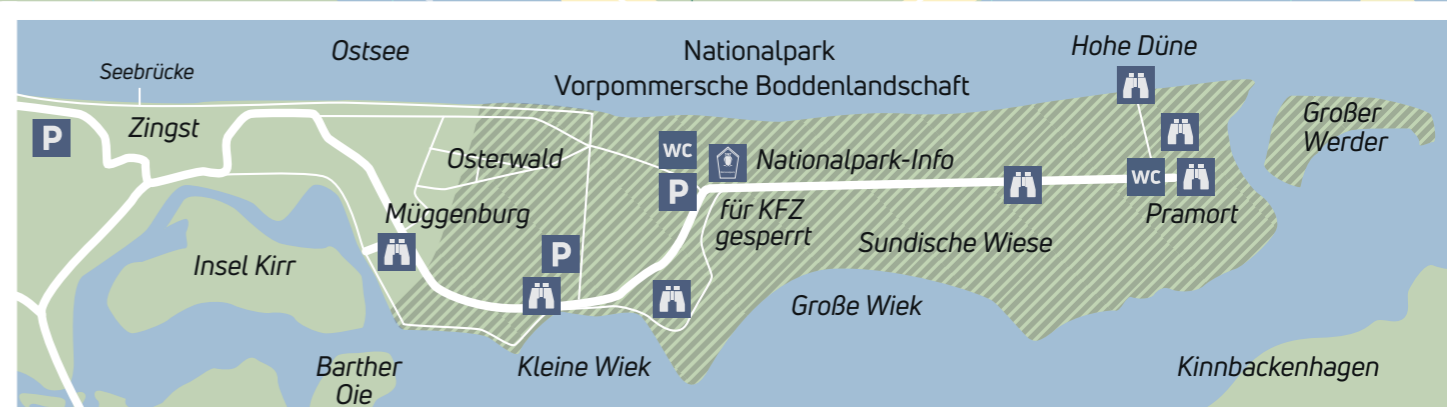 Ostsee
Nationalpark
Vorpommersche Boddenlandschaft
Hohe Düne
Seebrücke
Zingst
P
Großer
Werder
Osterwald
WC
Nationalpark-Info
P
für KFZ
gesperrt
WC
Pramort
Müggenburg
Sundische Wiese
P
Insel Kirr
Große Wiek
Barther
Oie
Kleine Wiek
Kinnbackenhagen